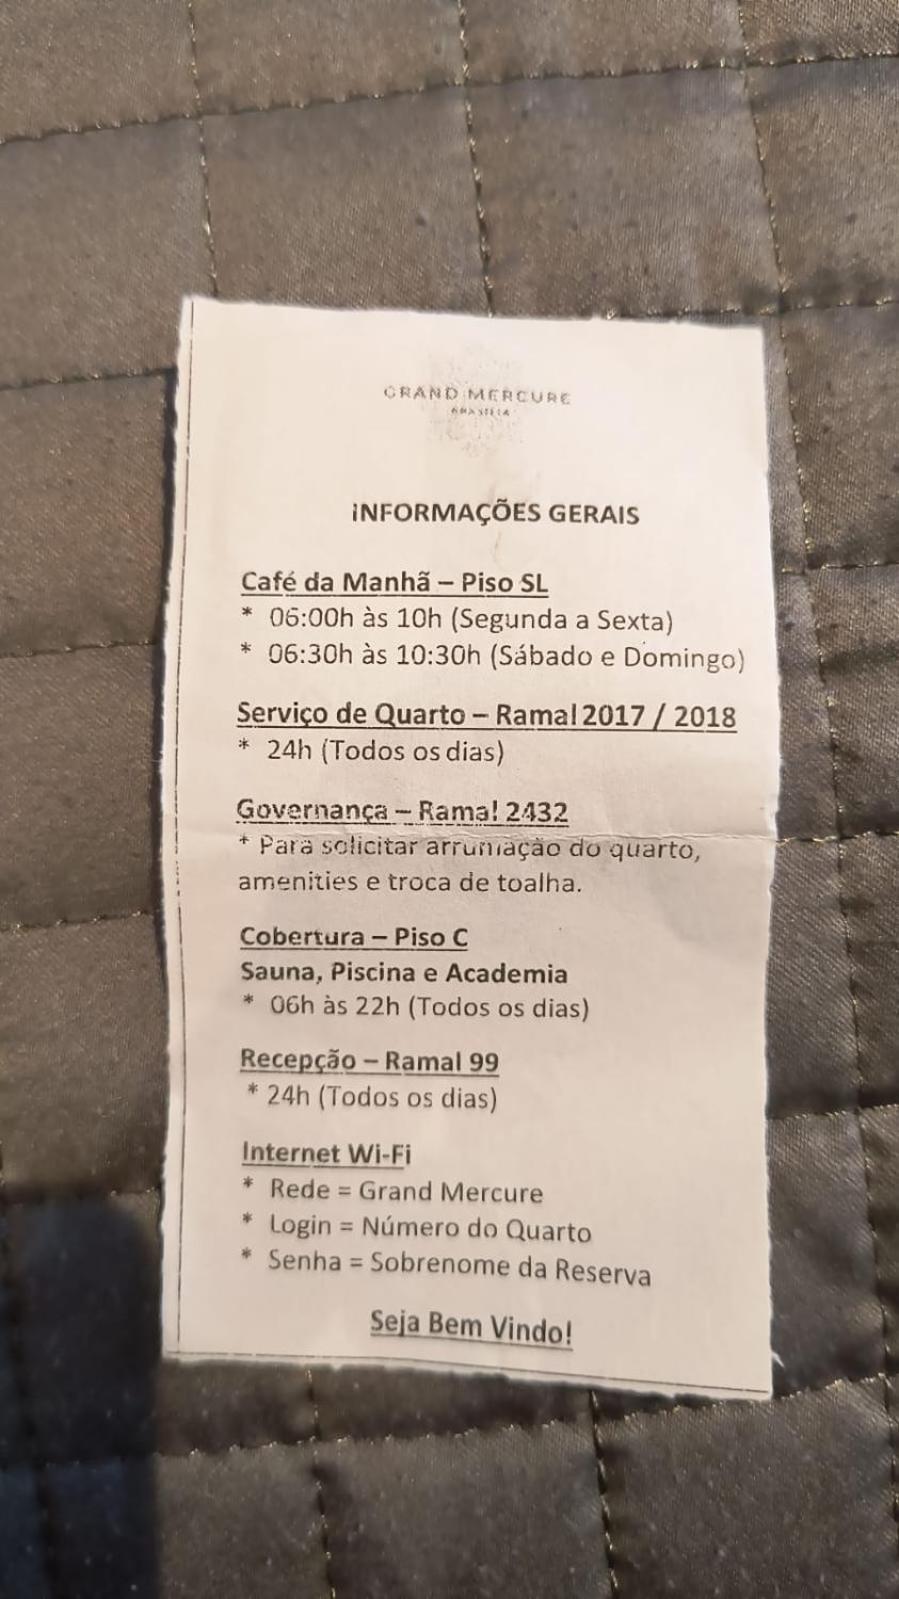 GRAND MERCURE
BRASÍLIA
INFORMAÇÕES GERAIS
Café da Manhã – Piso SL
* 06:00h às 10h (Segunda a Sexta)
* 06:30h às 10:30h (Sábado e Domingo)
Serviço de Quarto – Ramal 2017 / 2018
* 24h (Todos os dias)
Governança – Ramal 2432
* Para solicitar arrumação do quarto,
amenities e troca de toalha.
Cobertura – Piso C
Sauna, Piscina e Academia
* 06h às 22h (Todos os dias)
Recepção – Ramal 99
* 24h (Todos os dias)
Internet Wi-Fi
* Rede = Grand Mercure
* Login = Número do Quarto
* Senha = Sobrenome da Reserva
Seja Bem Vindo!